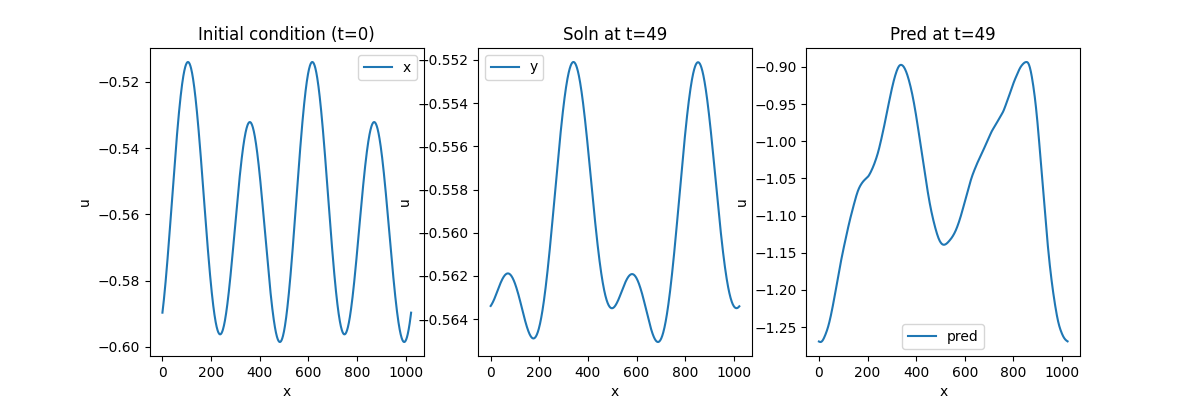 Initial condition (t=0)
x
u
−0.52
−0.54
−0.56
−0.58
−0.60
0 200 400 600 800 1000
x
Soln at t=49
y
u
−0.552
−0.554
−0.556
−0.558
−0.560
−0.562
−0.564
0 200 400 600 800 1000
x
Pred at t=49
pred
u
−0.90
−0.95
−1.00
−1.05
−1.10
−1.15
−1.20
−1.25
0 200 400 600 800 1000
x